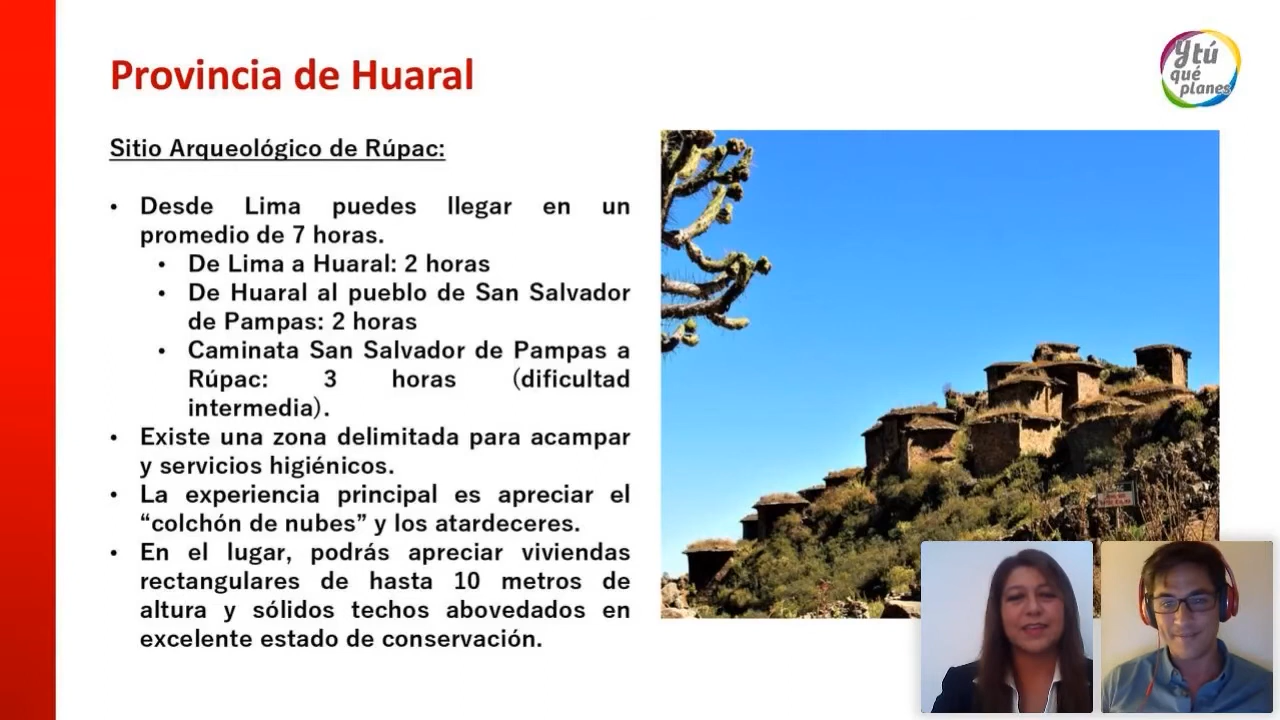 Provincia de Huaral
Ytú
qué
planes
Sitio Arqueológico de Rúpac:
• Desde Lima puedes llegar en un
promedio de 7 horas.
• De Lima a Huaral: 2 horas
• De Huaral al pueblo de San Salvador
de Pampas: 2 horas
• Caminata San Salvador de Pampas a
Rúpac: 3 horas (dificultad
intermedia).
• Existe una zona delimitada para acampar
y servicios higiénicos.
• La experiencia principal es apreciar el
“colchón de nubes” y los atardeceres.
• En el lugar, podrás apreciar viviendas
rectangulares de hasta 10 metros de
altura y sólidos techos abovedados en
excelente estado de conservación.